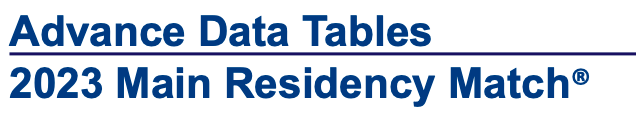 Advance Data Tables
2023 Main Residency Match®